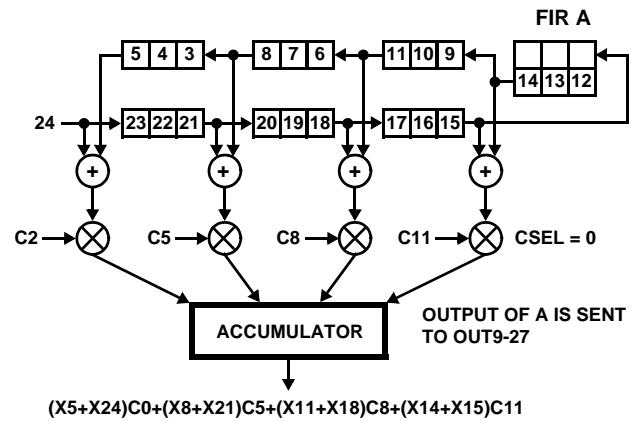 FIR A
5 4 3 8 7 6 11 10 9
14 13 12
24 23 22 21 20 19 18 17 16 15
+ + + +
C2 C5 C8 C11 CSEL = 0
ACCUMULATOR
OUTPUT OF A IS SENT
TO OUT9-27
(X5+X24)C0+(X8+X21)C5+(X11+X18)C8+(X14+X15)C11